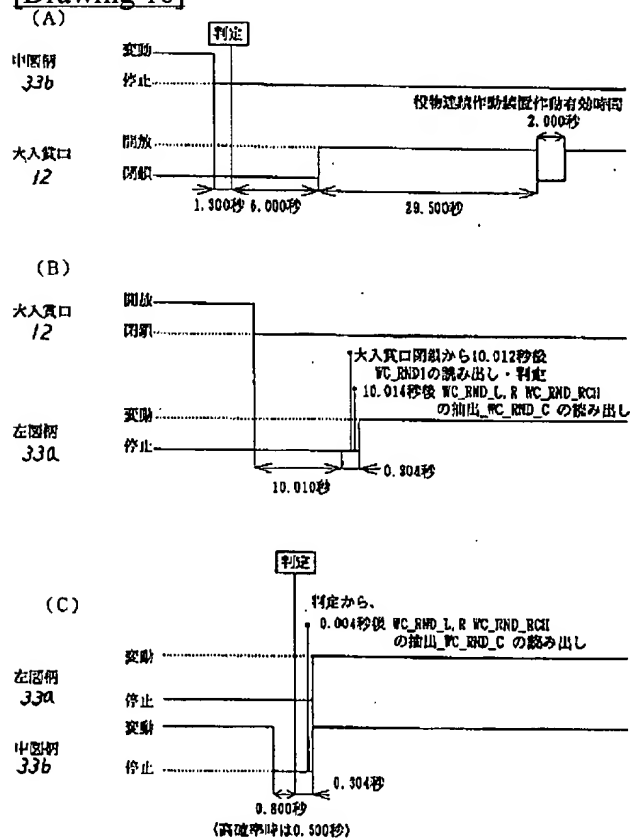 [Drawing 10]
(A)
判定
中図柄
33b
変動
停止
役物連続作動装置作動有効時間
2.000秒
大入賞口
12
開放
閉鎖
1.300秒 6.000秒
29.500秒
(B)
大入賞口
12
開放
閉鎖
大入賞口閉鎖から10.012秒後
WC_RND1の読み出し・判定
10.014秒後 WC_RND_L,R WC_RND_RCH
の抽出_WC_RND_C の読み出し
左図柄
33a
変動
停止
10.010秒
0.304秒
(C)
判定
判定から、
0.004秒後 WC_RND_L,R WC_RND_RCH
の抽出_WC_RND_C の読み出し
左図柄
33a
変動
停止
中図柄
33b
変動
停止
0.304秒
0.800秒
(高確率時は0.500秒)